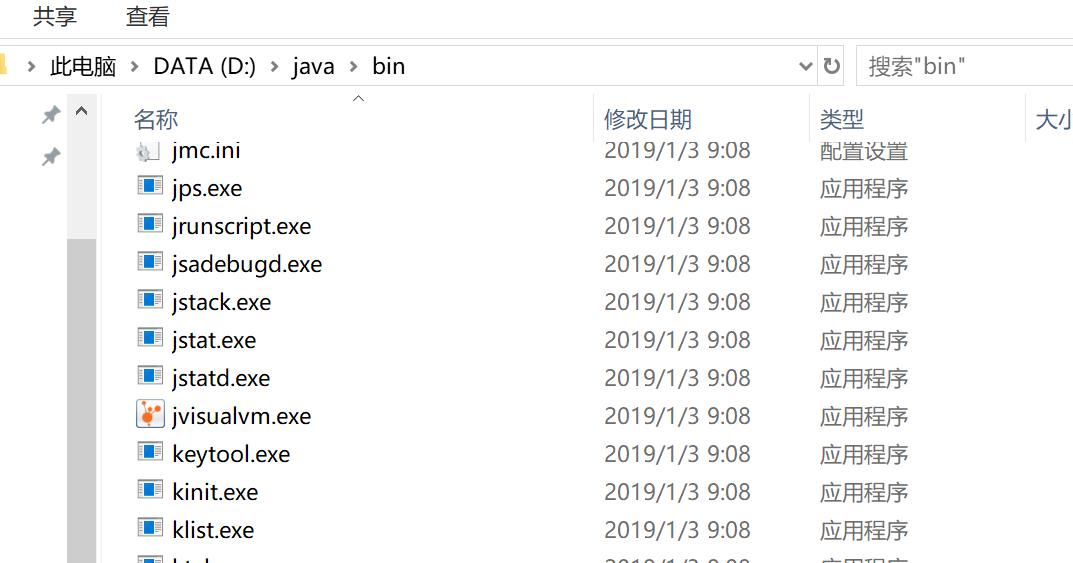 共享 查看
此电脑 DATA (D:) java bin 搜索"bin"
名称 修改日期 类型
jmc.ini 2019/1/3 9:08 配置设置
jps.exe 2019/1/3 9:08 应用程序
jrunscript.exe 2019/1/3 9:08 应用程序
jsadebugd.exe 2019/1/3 9:08 应用程序
jstack.exe 2019/1/3 9:08 应用程序
jstat.exe 2019/1/3 9:08 应用程序
jstatd.exe 2019/1/3 9:08 应用程序
jvisualvm.exe 2019/1/3 9:08 应用程序
keytool.exe 2019/1/3 9:08 应用程序
kinit.exe 2019/1/3 9:08 应用程序
klist.exe 2019/1/3 9:08 应用程序